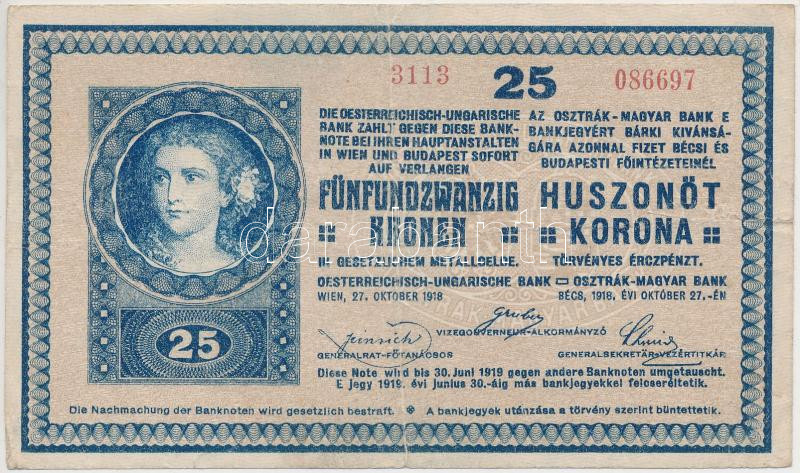 3113 25 086697
DIE OESTERREICHISCH-UNGARISCHE
BANK ZAHLT GEGEN DIESE BANK-
NOTE BEI IHREN HAUPTANSTALTEN
IN WIEN UND BUDAPEST SOFORT
AUF VERLANGEN
FÜNFUNDZWANZIG
KRONEN
IN GESETZLICHEM METALLGELDE.
OESTERREICHISCH-UNGARISCHE BANK
WIEN, 27. OKTOBER 1918
AZ OSZTRÁK-MAGYAR BANK E
BANKJEGYÉRT BÁRKI KIVÁNSÁ-
GÁRA AZONNAL FIZET BÉCSI ÉS
BUDAPESTI FŐINTÉZETEINÉL
HUSZONÖT
KORONA
TÖRVÉNYES ÉRCZPÉNZT.
OSZTRÁK-MAGYAR BANK
BÉCS, 1918. ÉVI OKTÓBER 27.-ÉN
darabanth
Gruber
VIZEGOUVERNEUR-ALKORMÁNYZÓ
GENERALRAT-FŐTANÁCSOS
GENERALSEKRETÄR-VEZÉRTITKÁR
25
Diese Note wird bis 30. Juni 1919 gegen andere Banknoten umgetauscht.
E jegy 1919. évi junius 30.-áig más bankjegyekkel felcseréltetik.
Die Nachmachung der Banknoten wird gesetzlich bestraft. A bankjegyek utánzása a törvény szerint büntettetik.